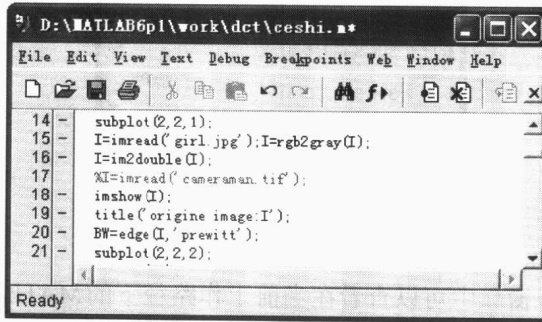 D:\MATLAB6p1\work\dct\ceshi.m*
File Edit View Text Debug Breakpoints Web Window Help
14 - subplot(2,2,1);
15 - I=imread('girl.jpg');I=rgb2gray(I);
16 - I=im2double(I);
17 %I=imread('cameraman.tif');
18 - imshow(I);
19 - title('origine image:I');
20 - BW=edge(I,'prewitt');
21 - subplot(2,2,2);
Ready